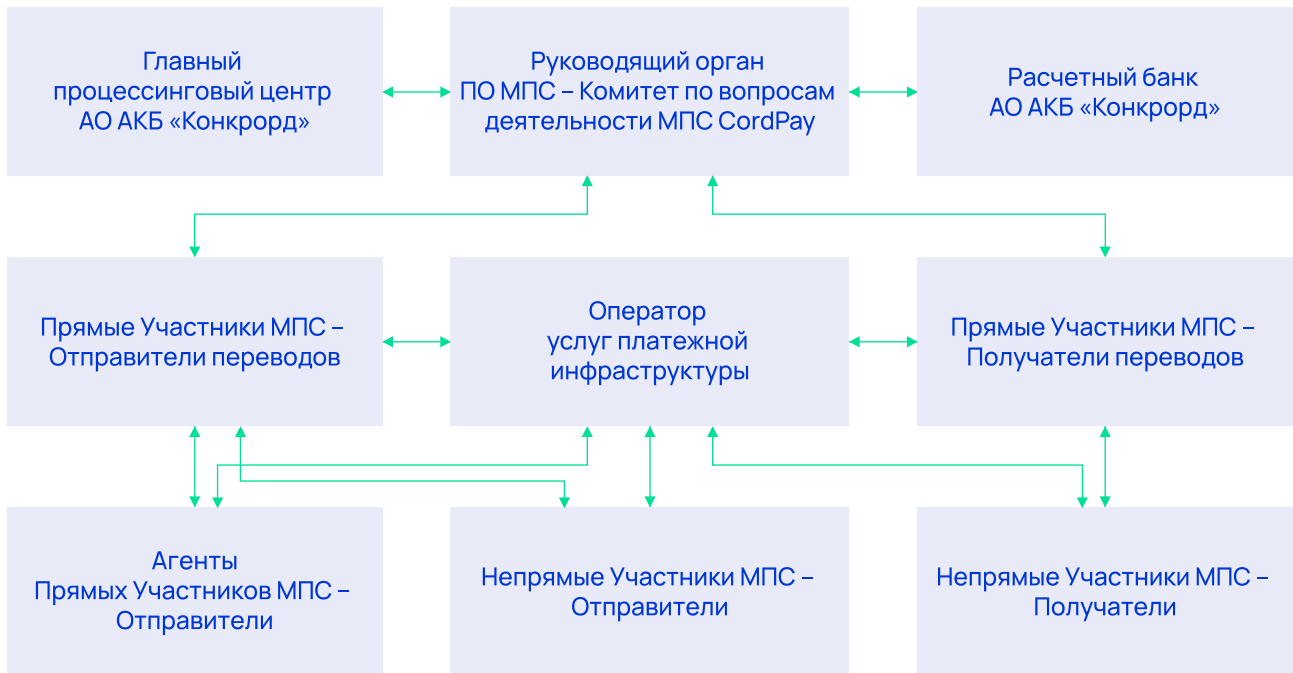 Главный
процессинговый центр
АО АКБ «Конкрорд»
Руководящий орган
ПО МПС – Комитет по вопросам
деятельности МПС CordPay
Расчетный банк
АО АКБ «Конкрорд»
Прямые Участники МПС –
Отправители переводов
Оператор
услуг платежной
инфраструктуры
Прямые Участники МПС –
Получатели переводов
Агенты
Прямых Участников МПС –
Отправители
Непрямые Участники МПС –
Отправители
Непрямые Участники МПС –
Получатели